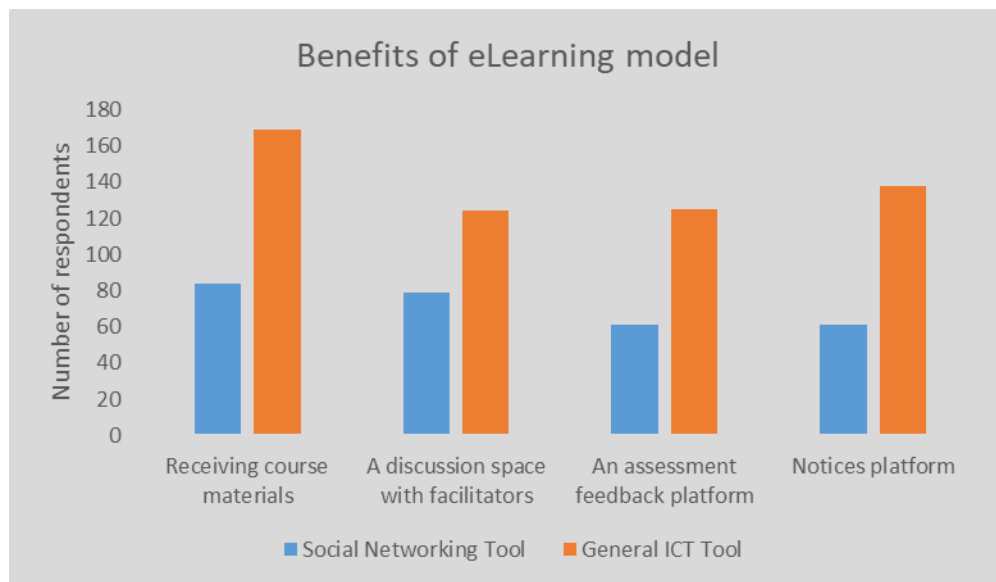 Benefits of eLearning model
Number of respondents
180
160
140
120
100
80
60
40
20
0
Receiving course
materials
A discussion space
with facilitators
An assessment
feedback platform
Notices platform
Social Networking Tool
General ICT Tool